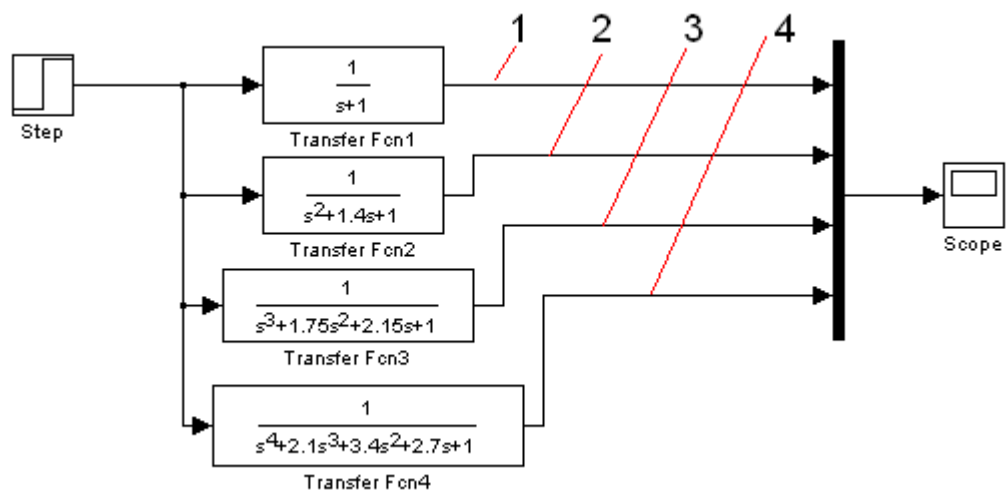 1 2 3 4
Step
1
s+1
Transfer Fcn1
1
s²+1.4s+1
Transfer Fcn2
1
s³+1.75s²+2.15s+1
Transfer Fcn3
1
s⁴+2.1s³+3.4s²+2.7s+1
Transfer Fcn4
Scope